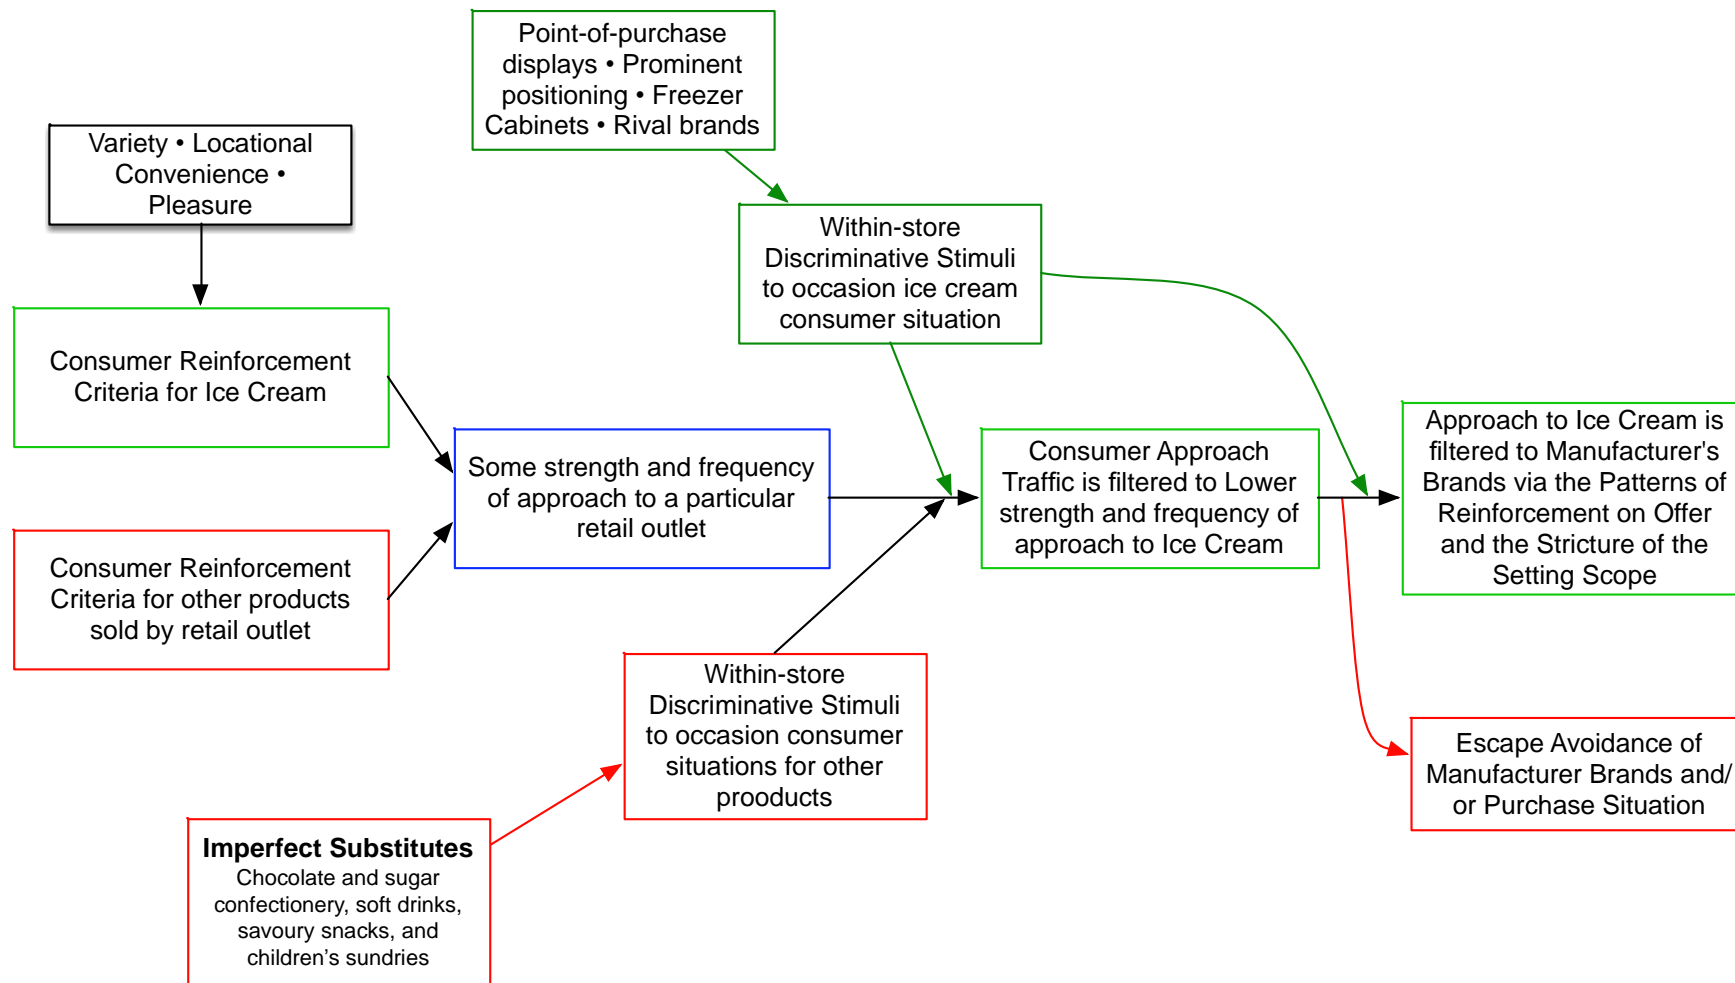 Point-of-purchase
displays • Prominent
positioning • Freezer
Cabinets • Rival brands
Variety • Locational
Convenience •
Pleasure
Within-store
Discriminative Stimuli
to occasion ice cream
consumer situation
Consumer Reinforcement
Criteria for Ice Cream
Some strength and frequency
of approach to a particular
retail outlet
Consumer Approach
Traffic is filtered to Lower
strength and frequency of
approach to Ice Cream
Approach to Ice Cream is
filtered to Manufacturer's
Brands via the Patterns of
Reinforcement on Offer
and the Stricture of the
Setting Scope
Consumer Reinforcement
Criteria for other products
sold by retail outlet
Within-store
Discriminative Stimuli
to occasion consumer
situations for other
prooducts
Escape Avoidance of
Manufacturer Brands and/
or Purchase Situation
Imperfect Substitutes
Chocolate and sugar
confectionery, soft drinks,
savoury snacks, and
children’s sundries